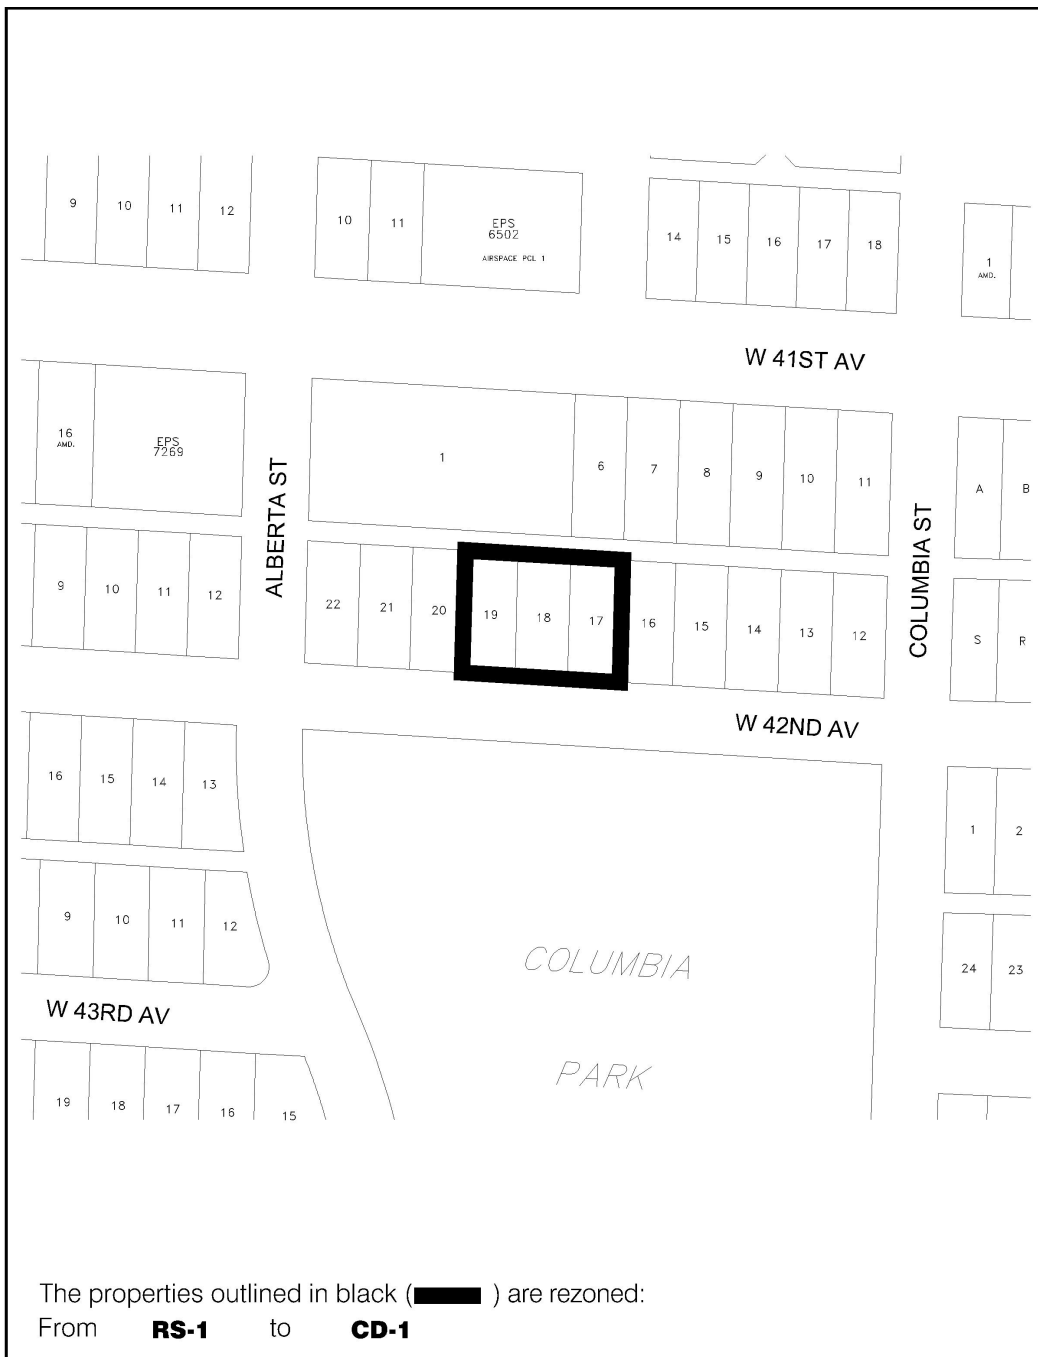 9 10 11 12
10 11 EPS 6502
AIRSPACE PCL 1
14 15 16 17 18
1
AMD.
W 41ST AV
16
AMD.
EPS
7269
ALBERTA ST
1 6 7 8 9 10 11
COLUMBIA ST
A B
9 10 11 12
22 21 20 19 18 17 16 15 14 13 12
S R
W 42ND AV
16 15 14 13
1 2
9 10 11 12
COLUMBIA
PARK
24 23
W 43RD AV
19 18 17 16 15
The properties outlined in black ( ) are rezoned:
From RS-1 to CD-1